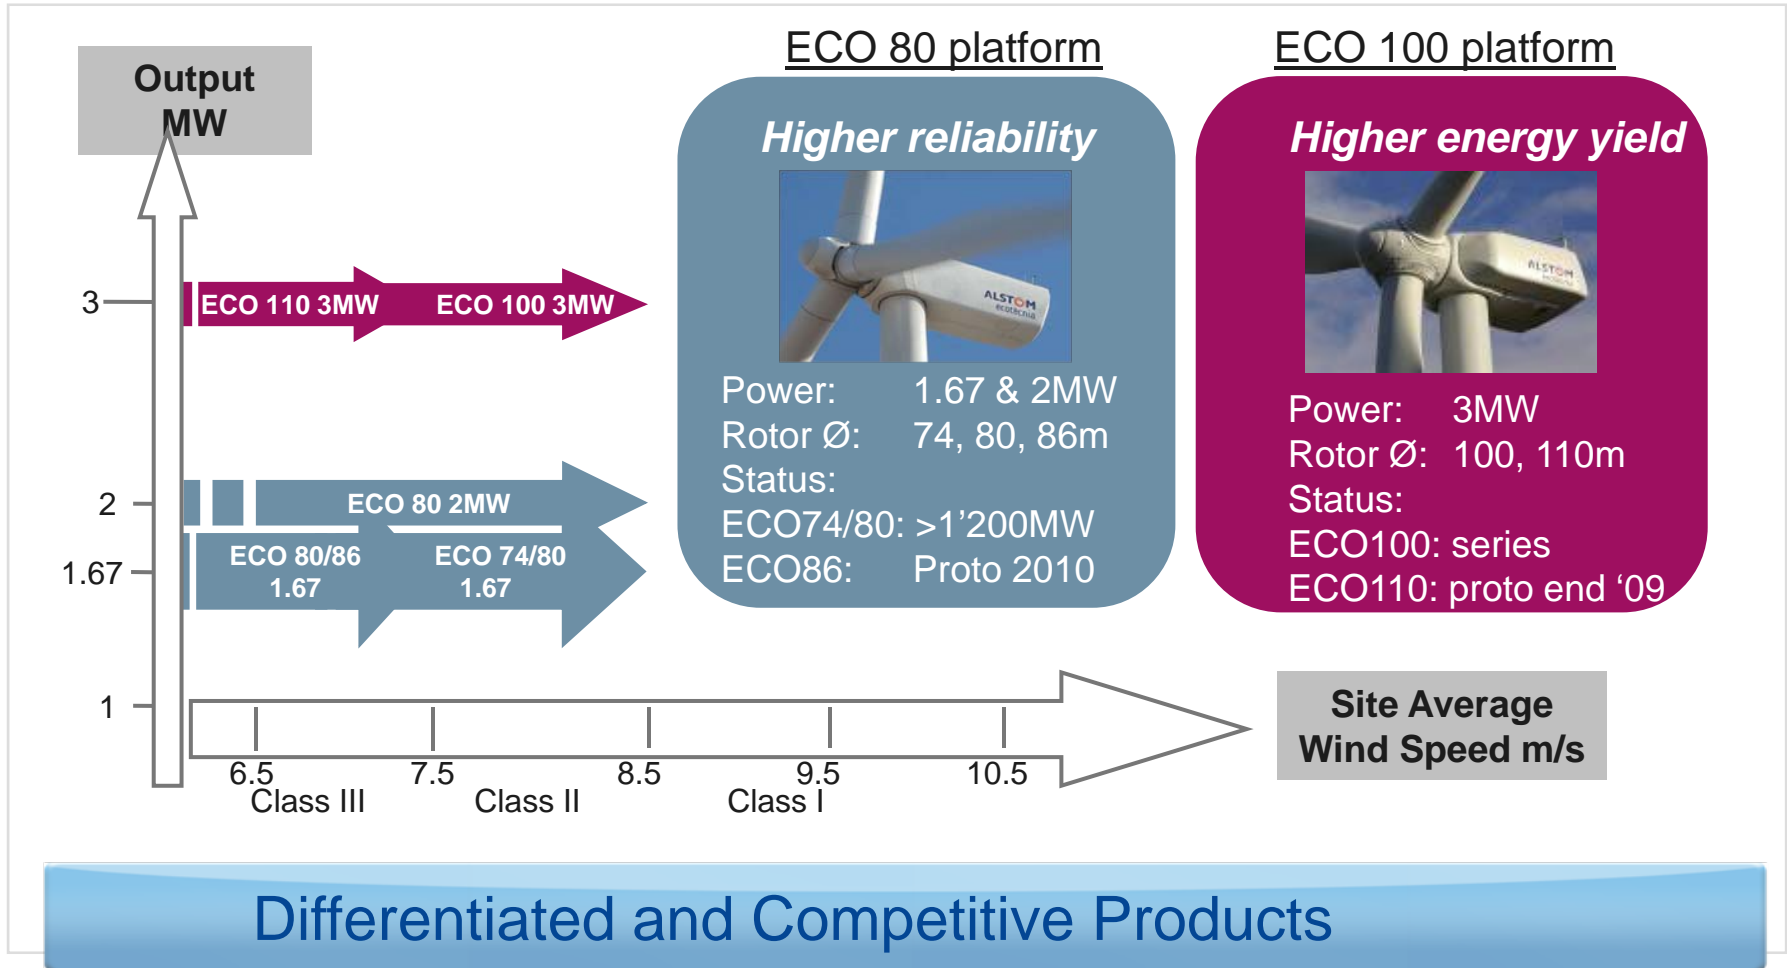 ECO 80 platform
ECO 100 platform
Output
MW
Higher reliability
ALSTOM
ecotècnia
Power: 1.67 & 2MW
Rotor Ø: 74, 80, 86m
Status:
ECO74/80: >1’200MW
ECO86: Proto 2010
Higher energy yield
ALSTOM
Power: 3MW
Rotor Ø: 100, 110m
Status:
ECO100: series
ECO110: proto end ‘09
3
ECO 110 3MW
ECO 100 3MW
2
ECO 80 2MW
1.67
ECO 80/86
1.67
ECO 74/80
1.67
1
6.5 7.5 8.5 9.5 10.5
Class III Class II Class I
Site Average
Wind Speed m/s
Differentiated and Competitive Products